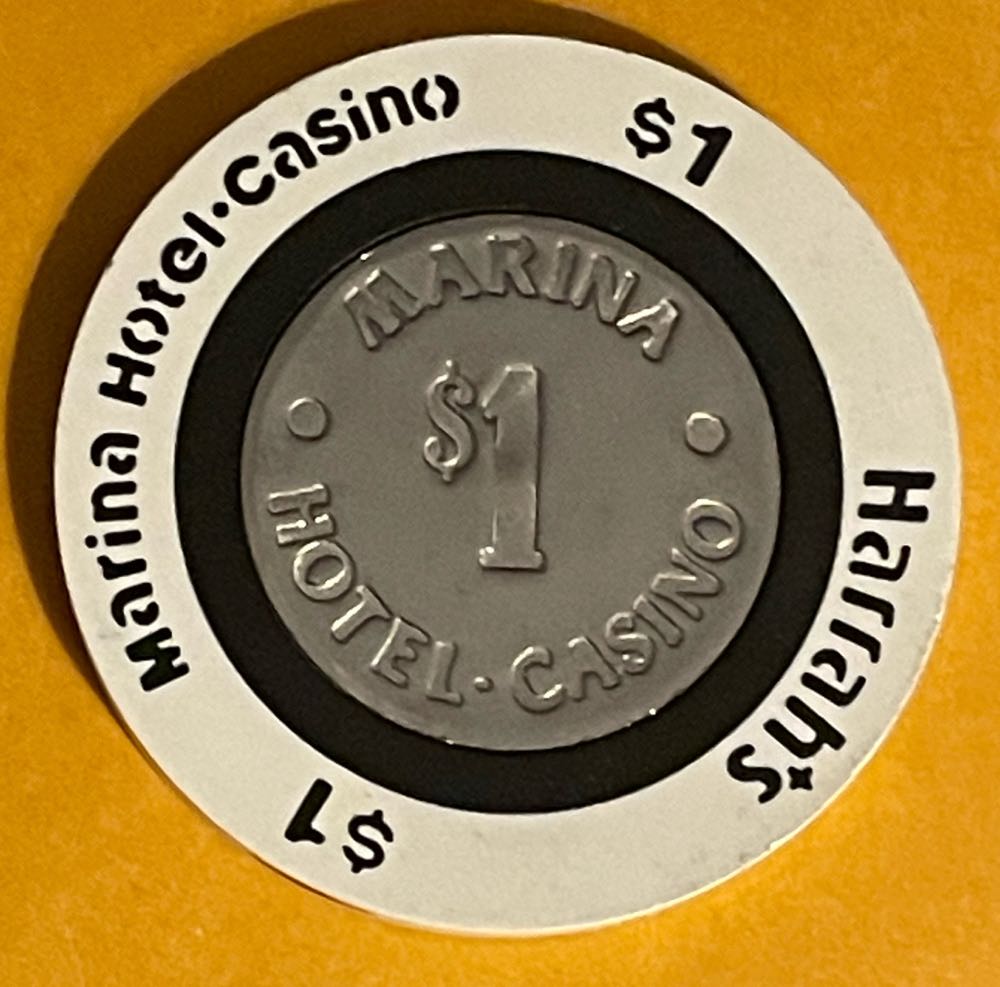 Marina Hotel·Casino
$1
Harrah's
$1
MARINA
$1
HOTEL·CASINO